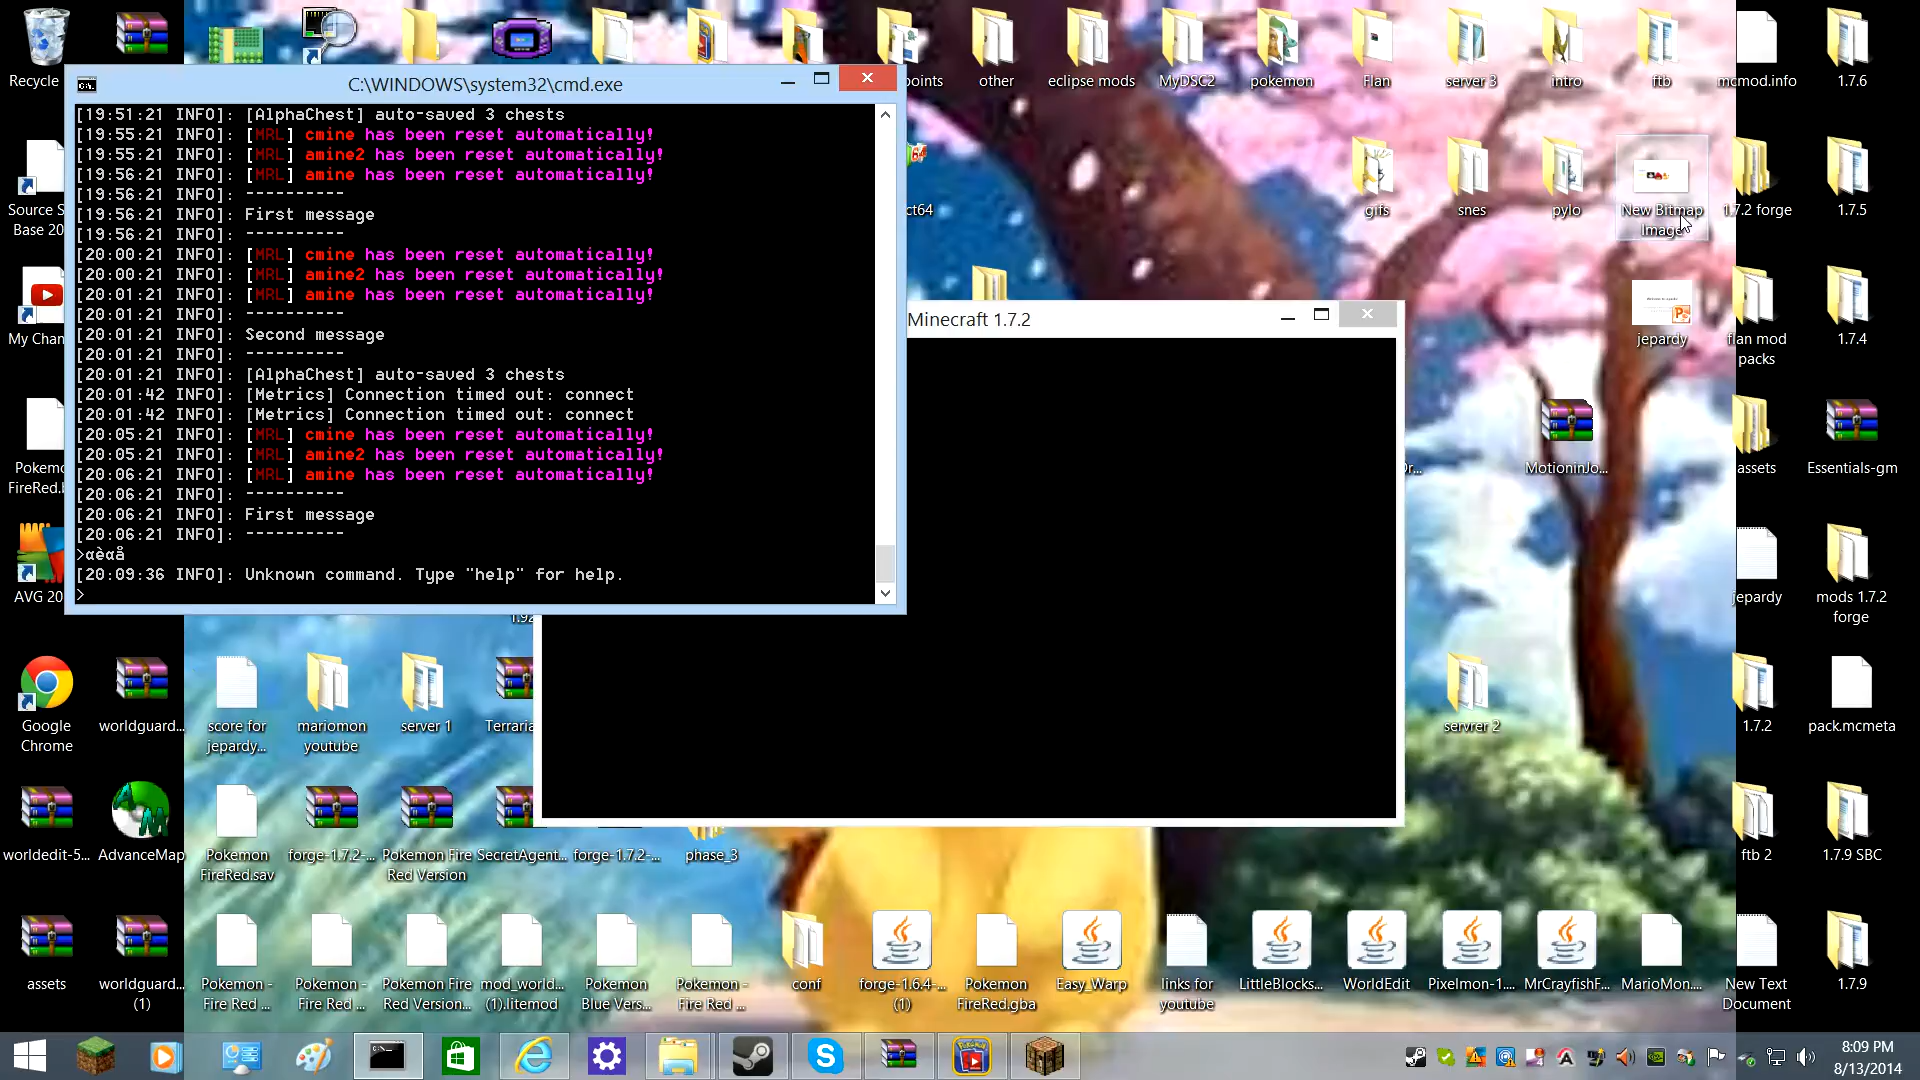 C:\WINDOWS\system32\cmd.exe
[19:51:21 INFO]: [AlphaChest] auto-saved 3 chests
[19:55:21 INFO]: [MRL] cmine has been reset automatically!
[19:55:21 INFO]: [MRL] amine2 has been reset automatically!
[19:56:21 INFO]: [MRL] amine has been reset automatically!
[19:56:21 INFO]: ----------
[19:56:21 INFO]: First message
[19:56:21 INFO]: ----------
[20:00:21 INFO]: [MRL] cmine has been reset automatically!
[20:00:21 INFO]: [MRL] amine2 has been reset automatically!
[20:01:21 INFO]: [MRL] amine has been reset automatically!
[20:01:21 INFO]: ----------
[20:01:21 INFO]: Second message
[20:01:21 INFO]: ----------
[20:01:21 INFO]: [AlphaChest] auto-saved 3 chests
[20:01:42 INFO]: [Metrics] Connection timed out: connect
[20:01:42 INFO]: [Metrics] Connection timed out: connect
[20:05:21 INFO]: [MRL] cmine has been reset automatically!
[20:05:21 INFO]: [MRL] amine2 has been reset automatically!
[20:06:21 INFO]: [MRL] amine has been reset automatically!
[20:06:21 INFO]: ----------
[20:06:21 INFO]: First message
[20:06:21 INFO]: ----------
>αèαå
[20:09:36 INFO]: Unknown command. Type "help" for help.
>
Minecraft 1.7.2
Recycle
oints
other
eclipse mods
MyDSC2
pokemon
Flan
server 3
intro
ftb
mcmod.info
1.7.6
Source S
Base 20
ct64
gifs
snes
pylo
New Bitmap
Image
1.7.2 forge
1.7.5
My Chan
jepardy
flan mod
packs
1.7.4
Pokemo
FireRed.b
MotioninJo...
assets
Essentials-gm
AVG 20
jepardy
mods 1.7.2
forge
1.92
Google
Chrome
worldguard...
score for
jepardy...
mariomon
youtube
server 1
Terraria
servrer 2
1.7.2
pack.mcmeta
worldedit-5...
AdvanceMap
Pokemon
FireRed.sav
forge-1.7.2-...
Pokemon Fire
Red Version
SecretAgent...
forge-1.7.2-...
phase_3
ftb 2
1.7.9 SBC
assets
worldguard...
(1)
Pokemon -
Fire Red ...
Pokemon -
Fire Red ...
Pokemon Fire
Red Version...
mod_world...
(1).litemod
Pokemon
Blue Vers...
Pokemon -
Fire Red ...
conf
forge-1.6.4-...
(1)
Pokemon
FireRed.gba
Easy_Warp
links for
youtube
LittleBlocks...
WorldEdit
Pixelmon-1....
MrCrayfishF...
MarioMon....
New Text
Document
1.7.9
8:09 PM
8/13/2014